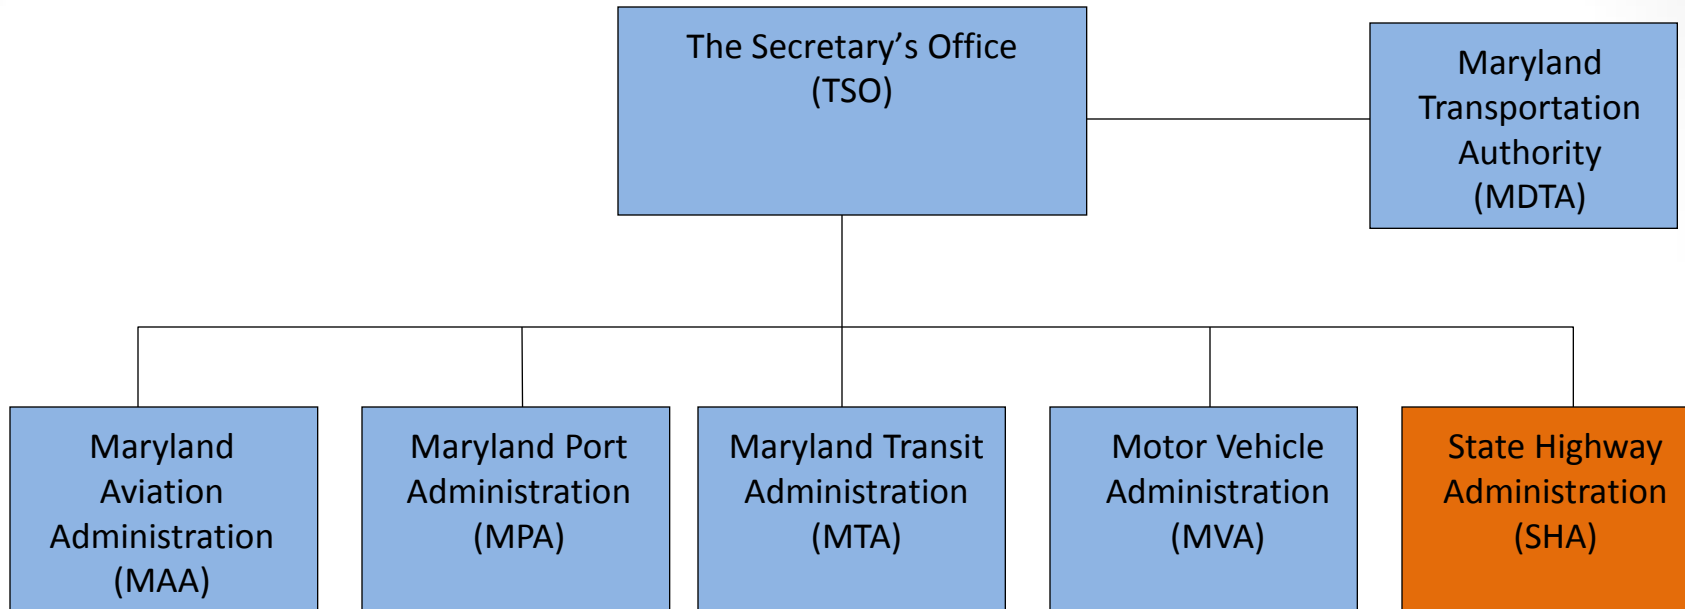 The Secretary’s Office
(TSO)
Maryland
Transportation
Authority
(MDTA)
Maryland
Aviation
Administration
(MAA)
Maryland Port
Administration
(MPA)
Maryland Transit
Administration
(MTA)
Motor Vehicle
Administration
(MVA)
State Highway
Administration
(SHA)